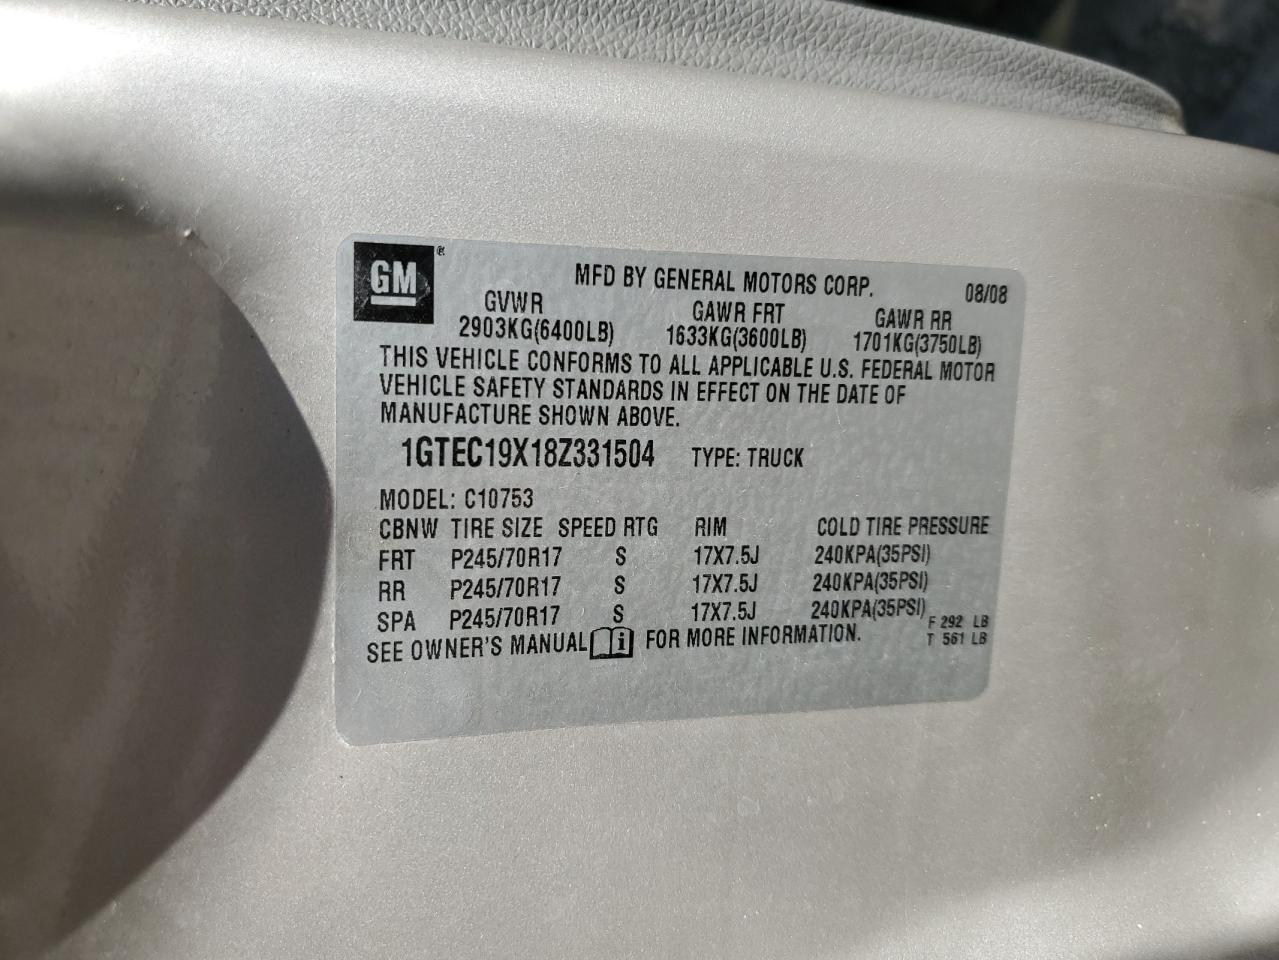 GM ®
MFD BY GENERAL MOTORS CORP. 08/08
GVWR GAWR FRT GAWR RR
2903KG(6400LB) 1633KG(3600LB) 1701KG(3750LB)
THIS VEHICLE CONFORMS TO ALL APPLICABLE U.S. FEDERAL MOTOR
VEHICLE SAFETY STANDARDS IN EFFECT ON THE DATE OF
MANUFACTURE SHOWN ABOVE.
1GTEC19X18Z331504 TYPE: TRUCK
MODEL: C10753
CBNW TIRE SIZE SPEED RTG RIM COLD TIRE PRESSURE
FRT P245/70R17 S 17X7.5J 240KPA(35PSI)
RR P245/70R17 S 17X7.5J 240KPA(35PSI)
SPA P245/70R17 S 17X7.5J 240KPA(35PSI)
F 292 LB
SEE OWNER'S MANUAL i FOR MORE INFORMATION. T 561 LB